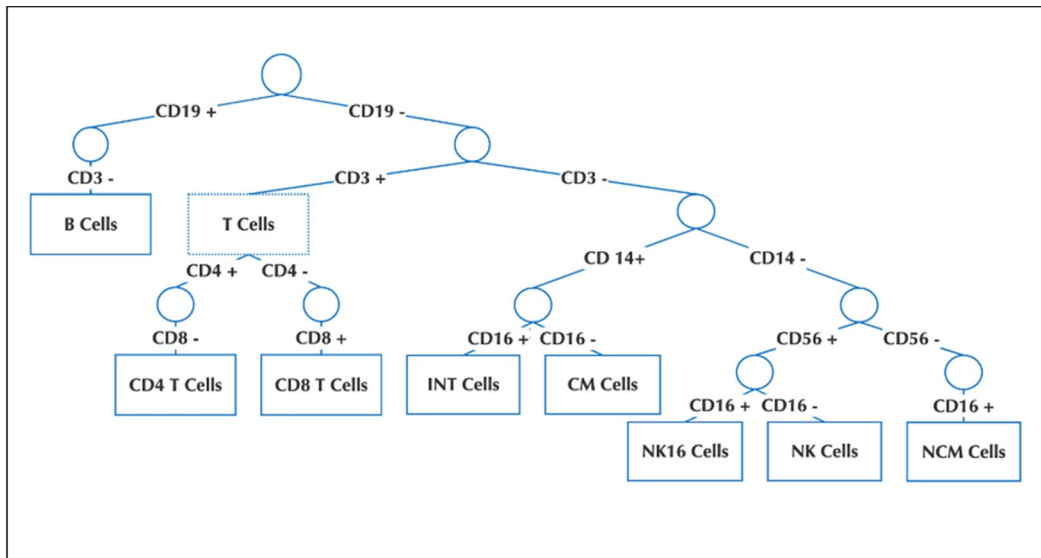 CD19 + CD19 -
CD3 - CD3 + CD3 -
B Cells T Cells
CD4 + CD4 - CD 14+ CD14 -
CD8 - CD8 + CD16 + CD16 - CD56 + CD56 -
CD4 T Cells CD8 T Cells INT Cells CM Cells
CD16 + CD16 - CD16 +
NK16 Cells NK Cells NCM Cells